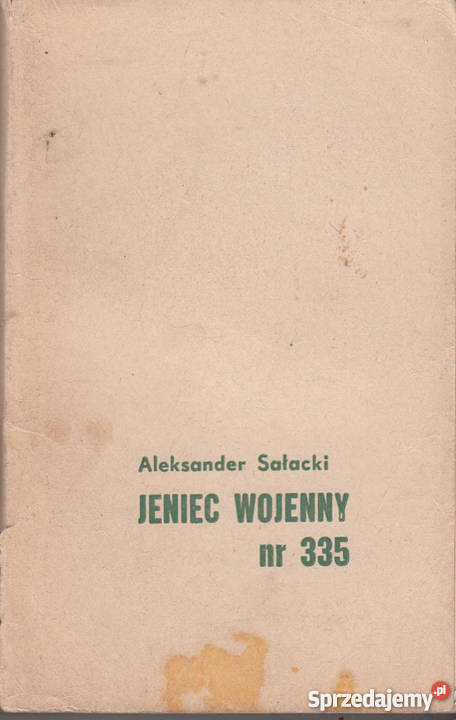 Aleksander Sałacki
JENIEC WOJENNY
nr 335
Sprzedajemy.pl